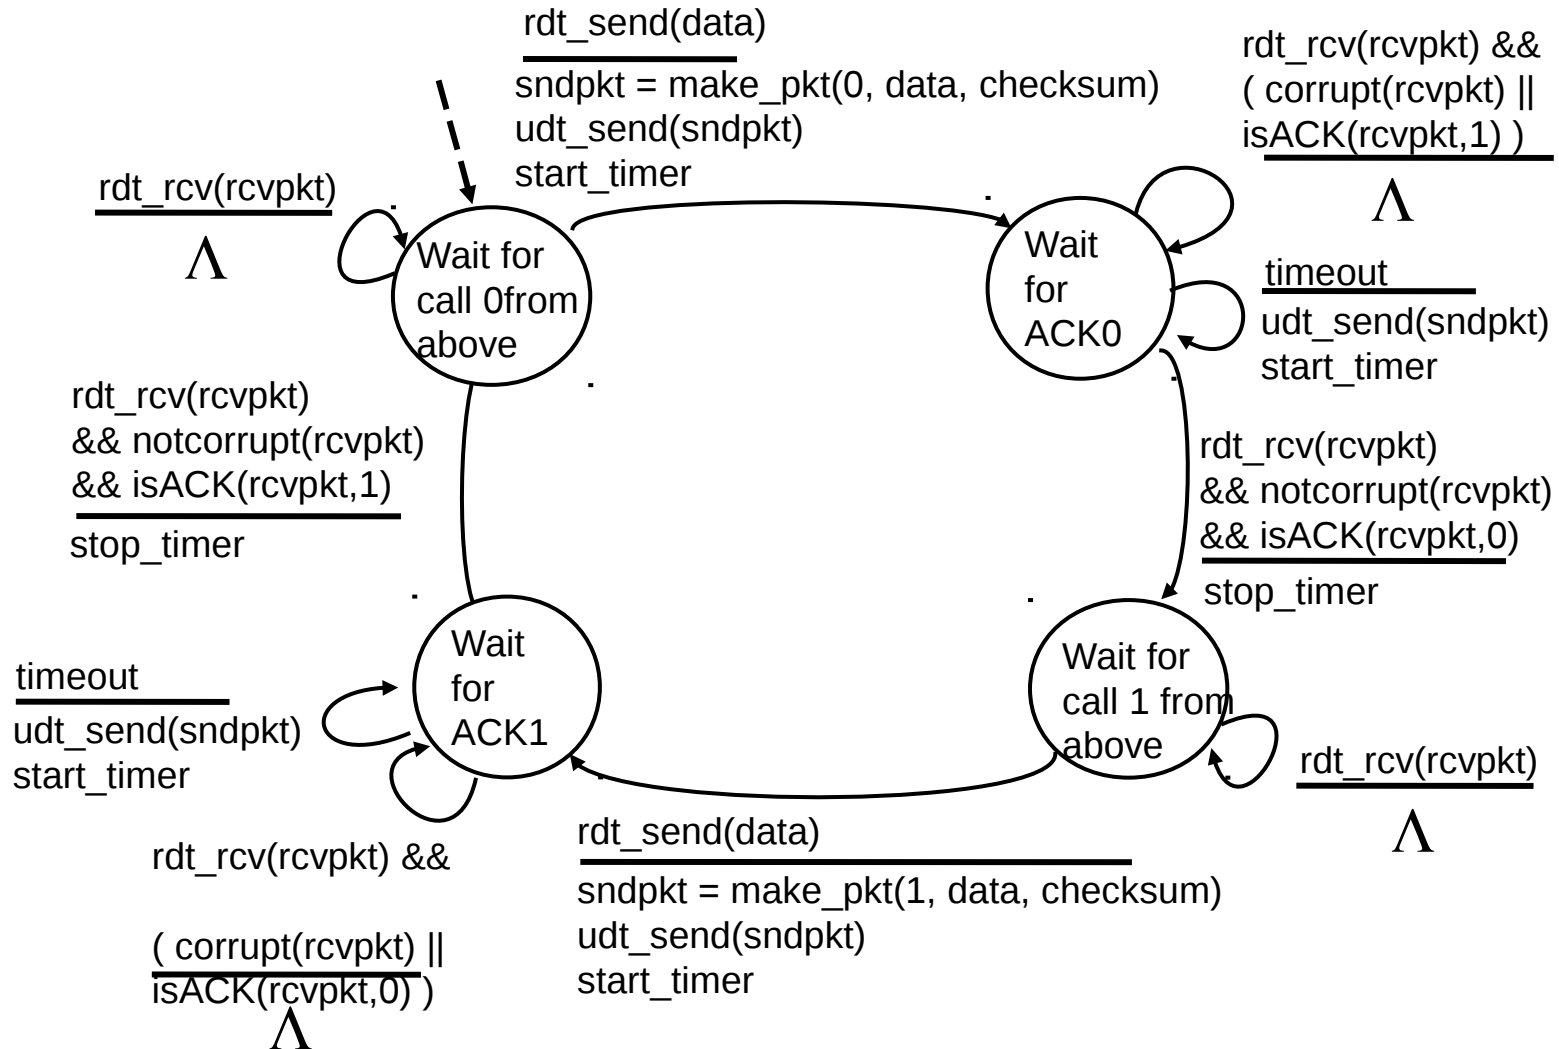 rdt_send(data)
sndpkt = make_pkt(0, data, checksum)
udt_send(sndpkt)
start_timer
rdt_rcv(rcvpkt) &&
( corrupt(rcvpkt) ||
isACK(rcvpkt,1) )
Λ
rdt_rcv(rcvpkt)
Λ
Wait for
call 0from
above
Wait
for
ACK0
timeout
udt_send(sndpkt)
start_timer
rdt_rcv(rcvpkt)
&& notcorrupt(rcvpkt)
&& isACK(rcvpkt,1)
stop_timer
rdt_rcv(rcvpkt)
&& notcorrupt(rcvpkt)
&& isACK(rcvpkt,0)
stop_timer
Wait
for
ACK1
Wait for
call 1 from
above
timeout
udt_send(sndpkt)
start_timer
rdt_rcv(rcvpkt)
Λ
rdt_rcv(rcvpkt) &&
( corrupt(rcvpkt) ||
isACK(rcvpkt,0) )
Λ
rdt_send(data)
sndpkt = make_pkt(1, data, checksum)
udt_send(sndpkt)
start_timer